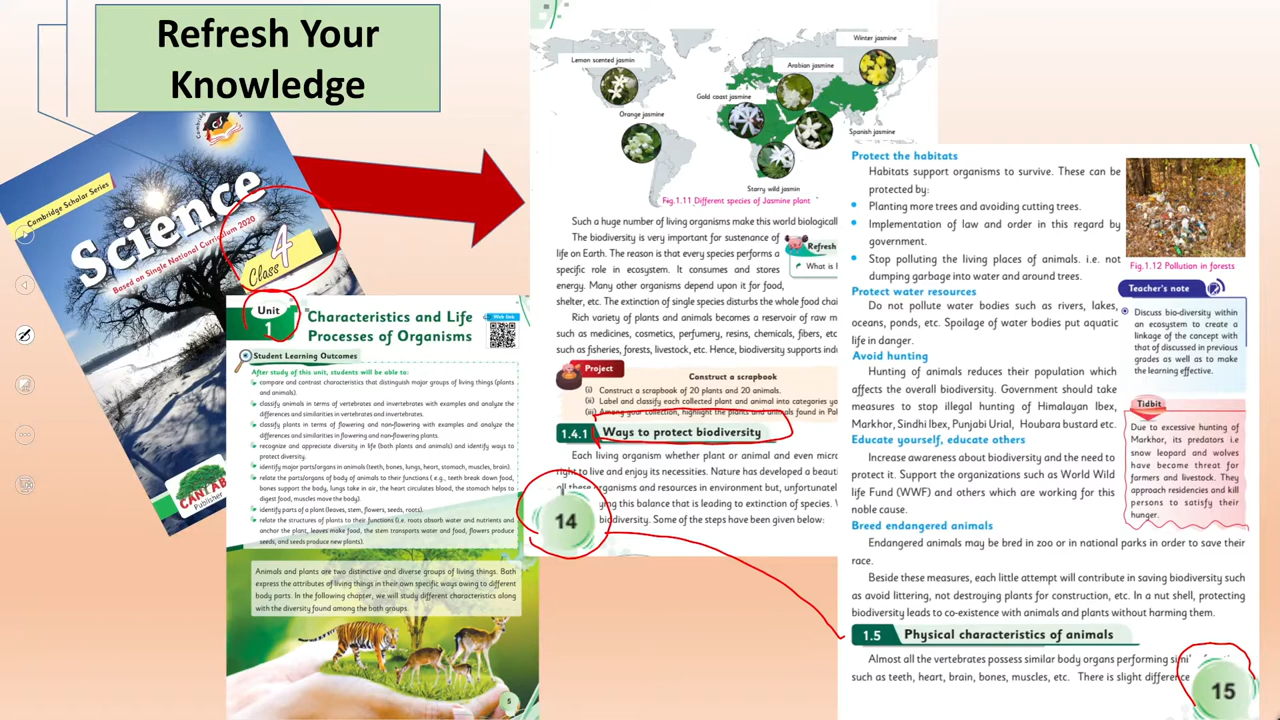 Refresh Your
Knowledge
Cambridge Scholar Series
Science
Based on Single National Curriculum 2020
Class 4
CANTAB
Publisher
Unit
1
Characteristics and Life
Processes of Organisms
Web link
Student Learning Outcomes
After study of this unit, students will be able to:
compare and contrast characteristics that distinguish major groups of living things (plants
and animals).
classify animals in terms of vertebrates and invertebrates with examples and analyze the
differences and similarities in vertebrates and invertebrates.
classify plants in terms of flowering and non-flowering with examples and analyze the
differences and similarities in flowering and non-flowering plants.
recognize and appreciate diversity in life (both plants and animals) and identify ways to
protect diversity.
identify major parts/organs in animals (teeth, bones, lungs, heart, stomach, muscles, brain).
relate the parts/organs of body of animals to their functions ( i.e., teeth break down food,
bones support the body, lungs take in air, the heart circulates blood, the stomach helps to
digest food, muscles move the body).
identify parts of a plant (leaves, stem, flowers, seeds, roots).
relate the structures of plants to their functions (i.e. roots absorb water and nutrients and
anchor the plant, leaves make food, the stem transports water and food, flowers produce
seeds, and seeds produce new plants).
Animals and plants are two distinctive and diverse groups of living things. Both
express the attributes of living things in their own specific ways owing to different
body parts. In the following chapter, we will study different characteristics along
with the diversity found among the both groups.
5
Lemon scented jasmin
Winter jasmine
Arabian jasmine
Gold coast jasmine
Orange jasmine
Spanish jasmine
Starry wild jasmin
Fig.1.11 Different species of Jasmine plant
Such a huge number of living organisms make this world biological
The biodiversity is very important for sustenance of
life on Earth. The reason is that every species performs a
specific role in ecosystem. It consumes and stores
energy. Many other organisms depend upon it for food,
shelter, etc. The extinction of single species disturbs the whole food chai
Refresh
What is
Rich variety of plants and animals becomes a reservoir of raw m
such as medicines, cosmetics, perfumery, resins, chemicals, fibers, etc
such as fisheries, forests, livestock, etc. Hence, biodiversity supports ind
Project
Construct a scrapbook
(i) Construct a scrapbook of 20 plants and 20 animals.
(ii) Label and classify each collected plant and animal into categories yo
(iii) Among your collection, highlight the plants and animals found in Pak
1.4.1 Ways to protect biodiversity
Each living organism whether plant or animal and even micro
right to live and enjoy its necessities. Nature has developed a beauti
all these organisms and resources in environment but, unfortunatel
ying this balance that is leading to extinction of species.
biodiversity. Some of the steps have been given below:
14
Protect the habitats
Habitats support organisms to survive. These can be
protected by:
Planting more trees and avoiding cutting trees.
Implementation of law and order in this regard by
government.
Stop polluting the living places of animals. i.e. not
dumping garbage into water and around trees.
Protect water resources
Do not pollute water bodies such as rivers, lakes,
oceans, ponds, etc. Spoilage of water bodies put aquatic
life in danger.
Avoid hunting
Hunting of animals reduces their population which
affects the overall biodiversity. Government should take
measures to stop illegal hunting of Himalayan Ibex,
Markhor, Sindhi Ibex, Punjabi Urial, Houbara bustard etc.
Educate yourself, educate others
Increase awareness about biodiversity and the need to
protect it. Support the organizations such as World Wild
life Fund (WWF) and others which are working for this
noble cause.
Breed endangered animals
Endangered animals may be bred in zoo or in national parks in order to save their
race.
Beside these measures, each little attempt will contribute in saving biodiversity such
as avoid littering, not destroying plants for construction, etc. In a nut shell, protecting
biodiversity leads to co-existence with animals and plants without harming them.
1.5 Physical characteristics of animals
Almost all the vertebrates possess similar body organs performing
such as teeth, heart, brain, bones, muscles, etc. There is slight difference
15
Fig.1.12 Pollution in forests
Teacher's note
Discuss bio-diversity within
an ecosystem to create a
linkage of the concept with
that of discussed in previous
grades as well as to make
the learning effective.
Tidbit
Due to excessive hunting of
Markhor, its predators i.e
snow leopard and wolves
have become threat for
farmers and livestock. They
approach residencies and kill
persons to satisfy their
hunger.